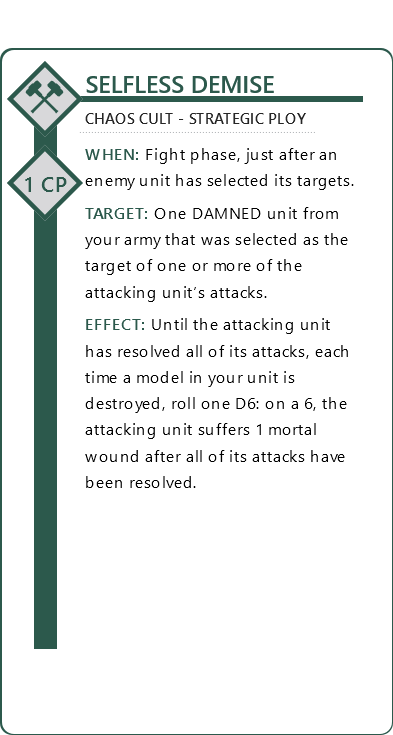 SELFLESS DEMISE
CHAOS CULT - STRATEGIC PLOY
1 CP
WHEN: Fight phase, just after an
enemy unit has selected its targets.
TARGET: One DAMNED unit from
your army that was selected as the
target of one or more of the
attacking unit's attacks.
EFFECT: Until the attacking unit
has resolved all of its attacks, each
time a model in your unit is
destroyed, roll one D6: on a 6, the
attacking unit suffers 1 mortal
wound after all of its attacks have
been resolved.